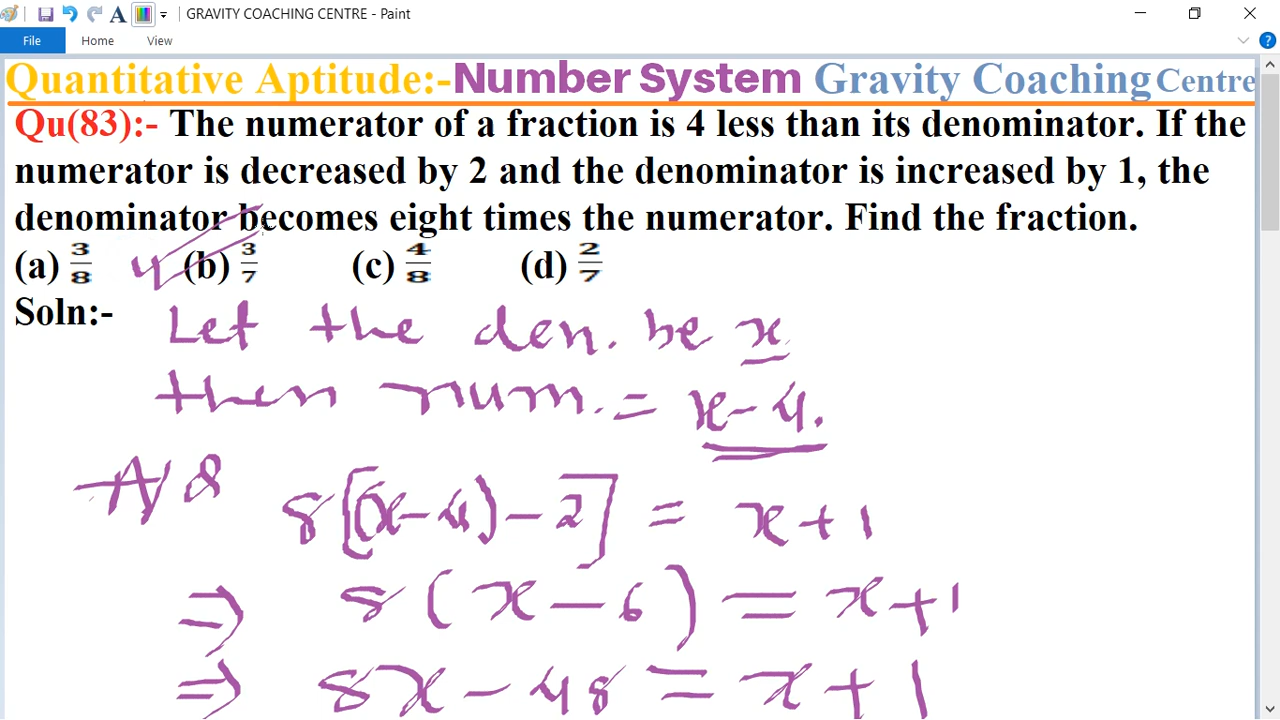 GRAVITY COACHING CENTRE - Paint
File Home View
Quantitative Aptitude:-Number System Gravity Coaching Centre
Qu(83):- The numerator of a fraction is 4 less than its denominator. If the
numerator is decreased by 2 and the denominator is increased by 1, the
denominator becomes eight times the numerator. Find the fraction.
(a) 3/8 (b) 3/7 (c) 4/8 (d) 2/7
Soln:- Let the den. be x
then num. = x-4.
A/8
8[(x-4)-2] = x+1
⇒ 8(x-6) = x+1
⇒ 8x-48 = x+1